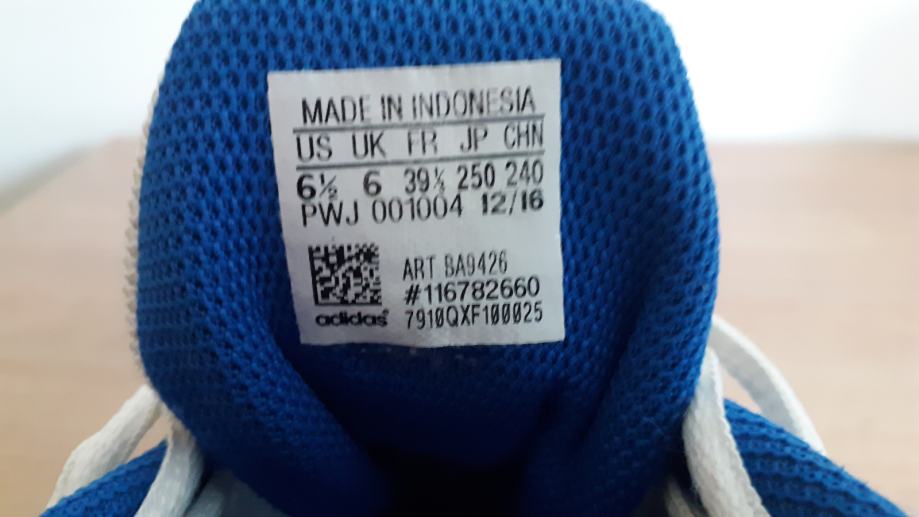 MADE IN INDONESIA
US UK FR JP CHN
6½ 6 39⅓ 250 240
PWJ 001004 12/16
ART BA9426
#116782660
adidas 7910QXF100025